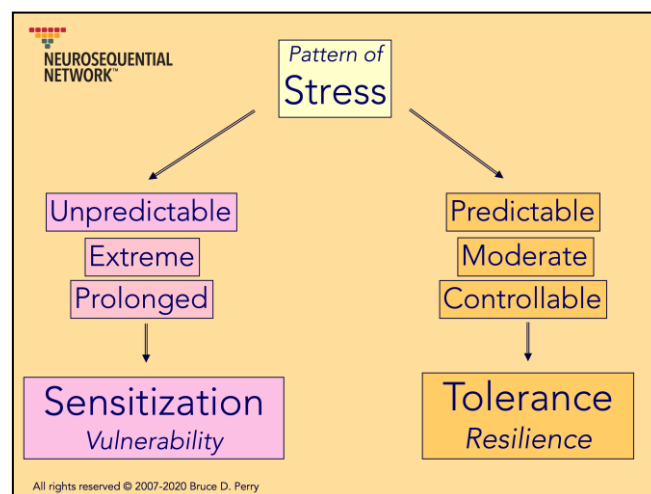 NEUROSEQUENTIAL
NETWORK™
Pattern of
Stress
Unpredictable
Extreme
Prolonged
Sensitization
Vulnerability
Predictable
Moderate
Controllable
Tolerance
Resilience
All rights reserved © 2007-2020 Bruce D. Perry